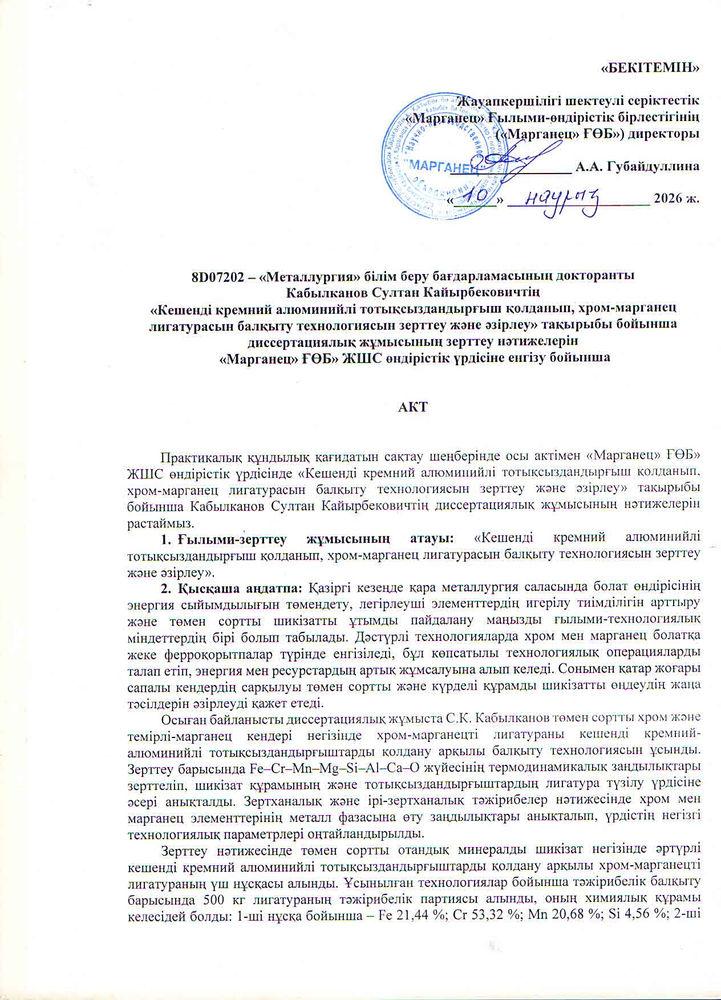 «БЕКІТЕМІН»
Жауапкершілігі шектеулі серіктестік
«Марганец» Ғылыми-өндірістік бірлестігінің
(«Марганец» ҒӨБ») директоры
"Научно-производственное
"МАРГАНЕЦ"
объединение
А.А. Губайдуллина
«10» наурыз 2026 ж.
8D07202 – «Металлургия» білім беру бағдарламасының докторанты
Кабылканов Султан Кайырбековичтің
«Кешенді кремний алюминийлі тотықсыздандырғыш қолданып, хром-марганец
лигатурасын балқыту технологиясын зерттеу және әзірлеу» тақырыбы бойынша
диссертациялық жұмысының зерттеу нәтижелерін
«Марганец» ҒӨБ» ЖШС өндірістік үрдісіне енгізу бойынша
АКТ
Практикалық құндылық қағидатын сақтау шеңберінде осы актімен «Марганец» ҒӨБ»
ЖШС өндірістік үрдісінде «Кешенді кремний алюминийлі тотықсыздандырғыш қолданып,
хром-марганец лигатурасын балқыту технологиясын зерттеу және әзірлеу» тақырыбы
бойынша Кабылканов Султан Кайырбековичтің диссертациялық жұмысының нәтижелерін
растаймыз.
1. Ғылыми-зерттеу жұмысының атауы: «Кешенді кремний алюминийлі
тотықсыздандырғыш қолданып, хром-марганец лигатурасын балқыту технологиясын зерттеу
және әзірлеу».
2. Қысқаша аңдатпа: Қазіргі кезеңде қара металлургия саласында болат өндірісінің
энергия сыйымдылығын төмендету, легірлеуші элементтердің игерілу тиімділігін арттыру
және төмен сортты шикізатты ұтымды пайдалану маңызды ғылыми-технологиялық
міндеттердің бірі болып табылады. Дәстүрлі технологияларда хром мен марганец болатқа
жеке ферроқорытпалар түрінде енгізіледі, бұл көпсатылы технологиялық операцияларды
талап етіп, энергия мен ресурстардың артық жұмсалуына алып келеді. Сонымен қатар жоғары
сапалы кендердің сарқылуы төмен сортты және күрделі құрамды шикізатты өңдеудің жаңа
тәсілдерін әзірлеуді қажет етеді.
Осыған байланысты диссертациялық жұмыста С.К. Кабылканов төмен сортты хром және
темірлі-марганец кендері негізінде хром-марганецті лигатураны кешенді кремний-
алюминийлі тотықсыздандырғыштарды қолдану арқылы балқыту технологиясын ұсынды.
Зерттеу барысында Fe–Cr–Mn–Mg–Si–Al–Ca–O жүйесінің термодинамикалық заңдылықтары
зерттеліп, шикізат құрамының және тотықсыздандырғыштардың лигатура түзілу үрдісіне
әсері анықталды. Зертханалық және ірі-зертханалық тәжірибелер нәтижесінде хром мен
марганец элементтерінің металл фазасына өту заңдылықтары анықталып, үрдістің негізгі
технологиялық параметрлері оңтайландырылды.
Зерттеу нәтижесінде төмен сортты отандық минералды шикізат негізінде әртүрлі
кешенді кремний алюминийлі тотықсыздандырғыштарды қолдану арқылы хром-марганецті
лигатураның үш нұсқасы алынды. Ұсынылған технологиялар бойынша тәжірибелік балқыту
барысында 500 кг лигатураның тәжірибелік партиясы алынды, оның химиялық құрамы
келесідей болды: 1-ші нұсқа бойынша – Fe 21,44 %; Cr 53,32 %; Mn 20,68 %; Si 4,56 %; 2-ші